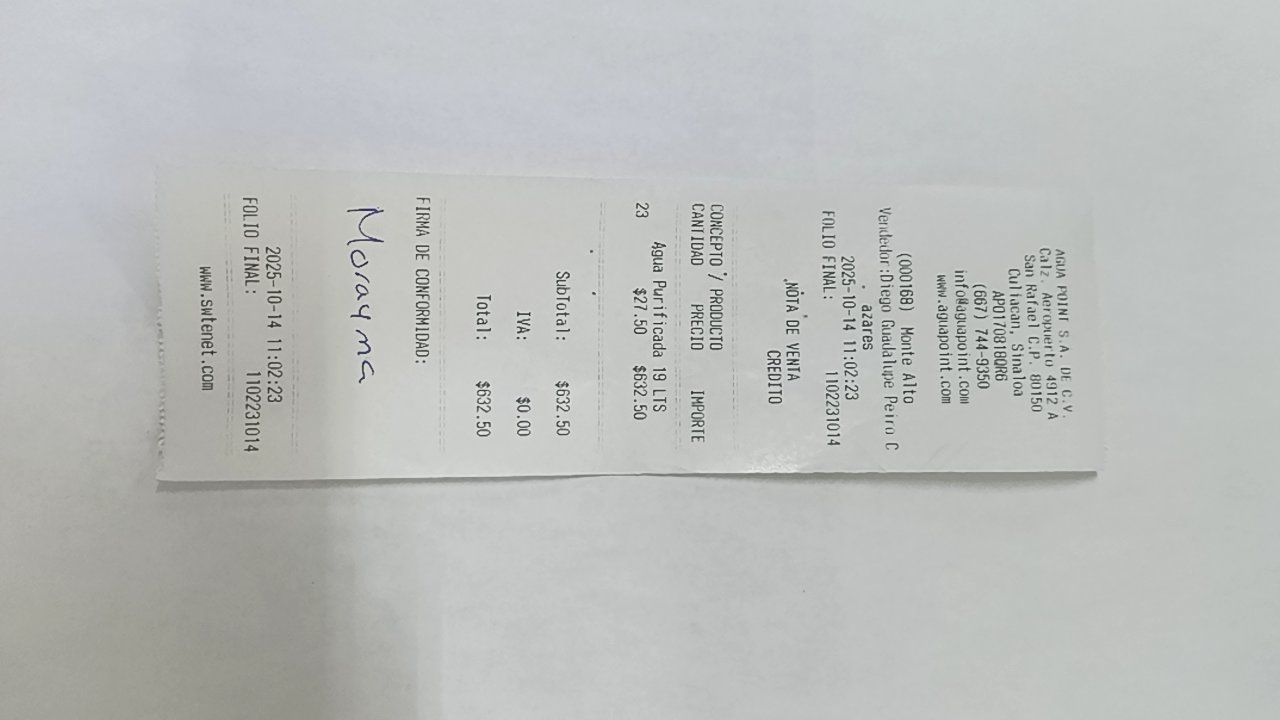 AGUA POINT S.A. DE C.V.
Calz. Aeropuerto 4912 A
San Rafael C.P. 80150
Culiacan, Sinaloa
APO170818QR6
(667) 744-9350
info@aguapoint.com
www.aguapoint.com
(000168) Monte Alto
Vendedor:Diego Guadalupe Peiro C
azares
2025-10-14 11:02:23
FOLIO FINAL: 1102231014
NOTA DE VENTA
CREDITO
CONCEPTO / PRODUCTO
CANTIDAD PRECIO IMPORTE
Agua Purificada 19 LTS
23 $27.50 $632.50
SubTotal: $632.50
IVA: $0.00
Total: $632.50
FIRMA DE CONFORMIDAD:
Morayma
2025-10-14 11:02:23
FOLIO FINAL: 1102231014
www.swtenet.com